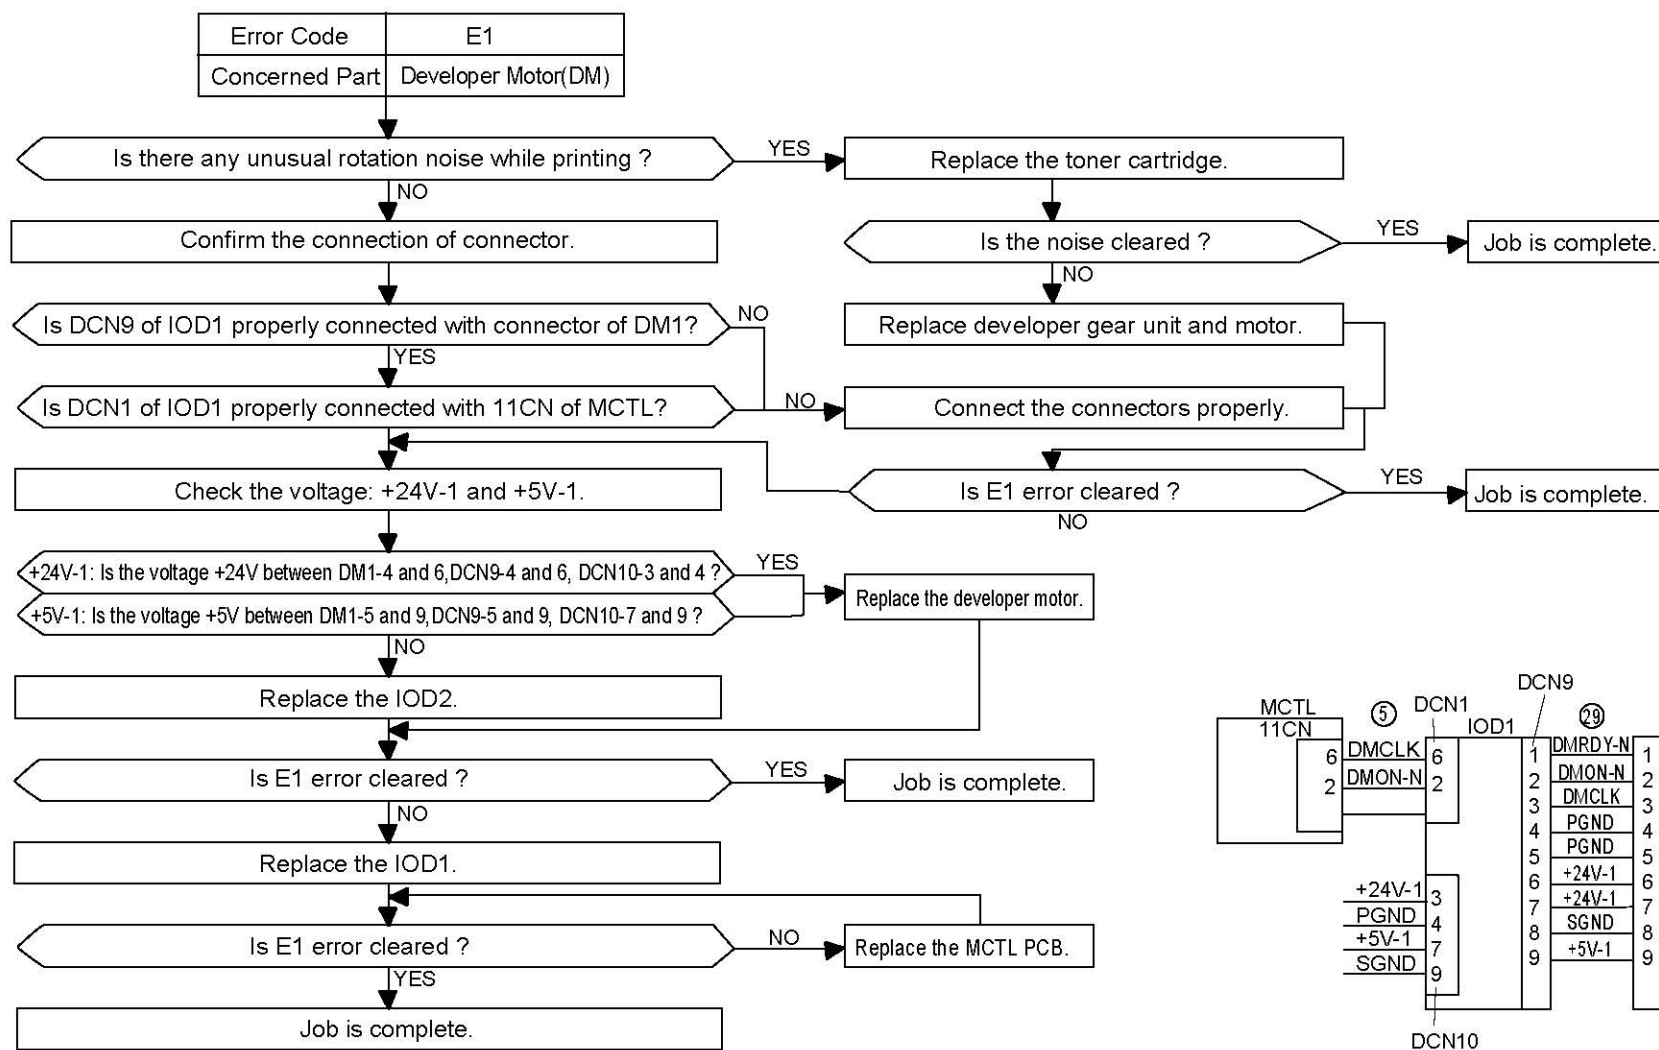 Error Code E1
Concerned Part Developer Motor(DM)
Is there any unusual rotation noise while printing ?
YES
Replace the toner cartridge.
NO
Confirm the connection of connector.
Is the noise cleared ?
YES
Job is complete.
NO
Is DCN9 of IOD1 properly connected with connector of DM1?
NO
Replace developer gear unit and motor.
YES
Is DCN1 of IOD1 properly connected with 11CN of MCTL?
NO
Connect the connectors properly.
Check the voltage: +24V-1 and +5V-1.
Is E1 error cleared ?
YES
Job is complete.
NO
+24V-1: Is the voltage +24V between DM1-4 and 6,DCN9-4 and 6, DCN10-3 and 4 ?
YES
+5V-1: Is the voltage +5V between DM1-5 and 9,DCN9-5 and 9, DCN10-7 and 9 ?
Replace the developer motor.
NO
Replace the IOD2.
Is E1 error cleared ?
YES
Job is complete.
NO
Replace the IOD1.
Is E1 error cleared ?
NO
Replace the MCTL PCB.
YES
Job is complete.
DCN9
MCTL 5 DCN1 IOD1 29
11CN
6 DMCLK 6
2 DMON-N 2
1 DMRDY-N 1
2 DMON-N 2
3 DMCLK 3
4 PGND 4
5 PGND 5
6 +24V-1 6
7 +24V-1 7
8 SGND 8
9 +5V-1 9
+24V-1 3
PGND 4
+5V-1 7
SGND 9
DCN10